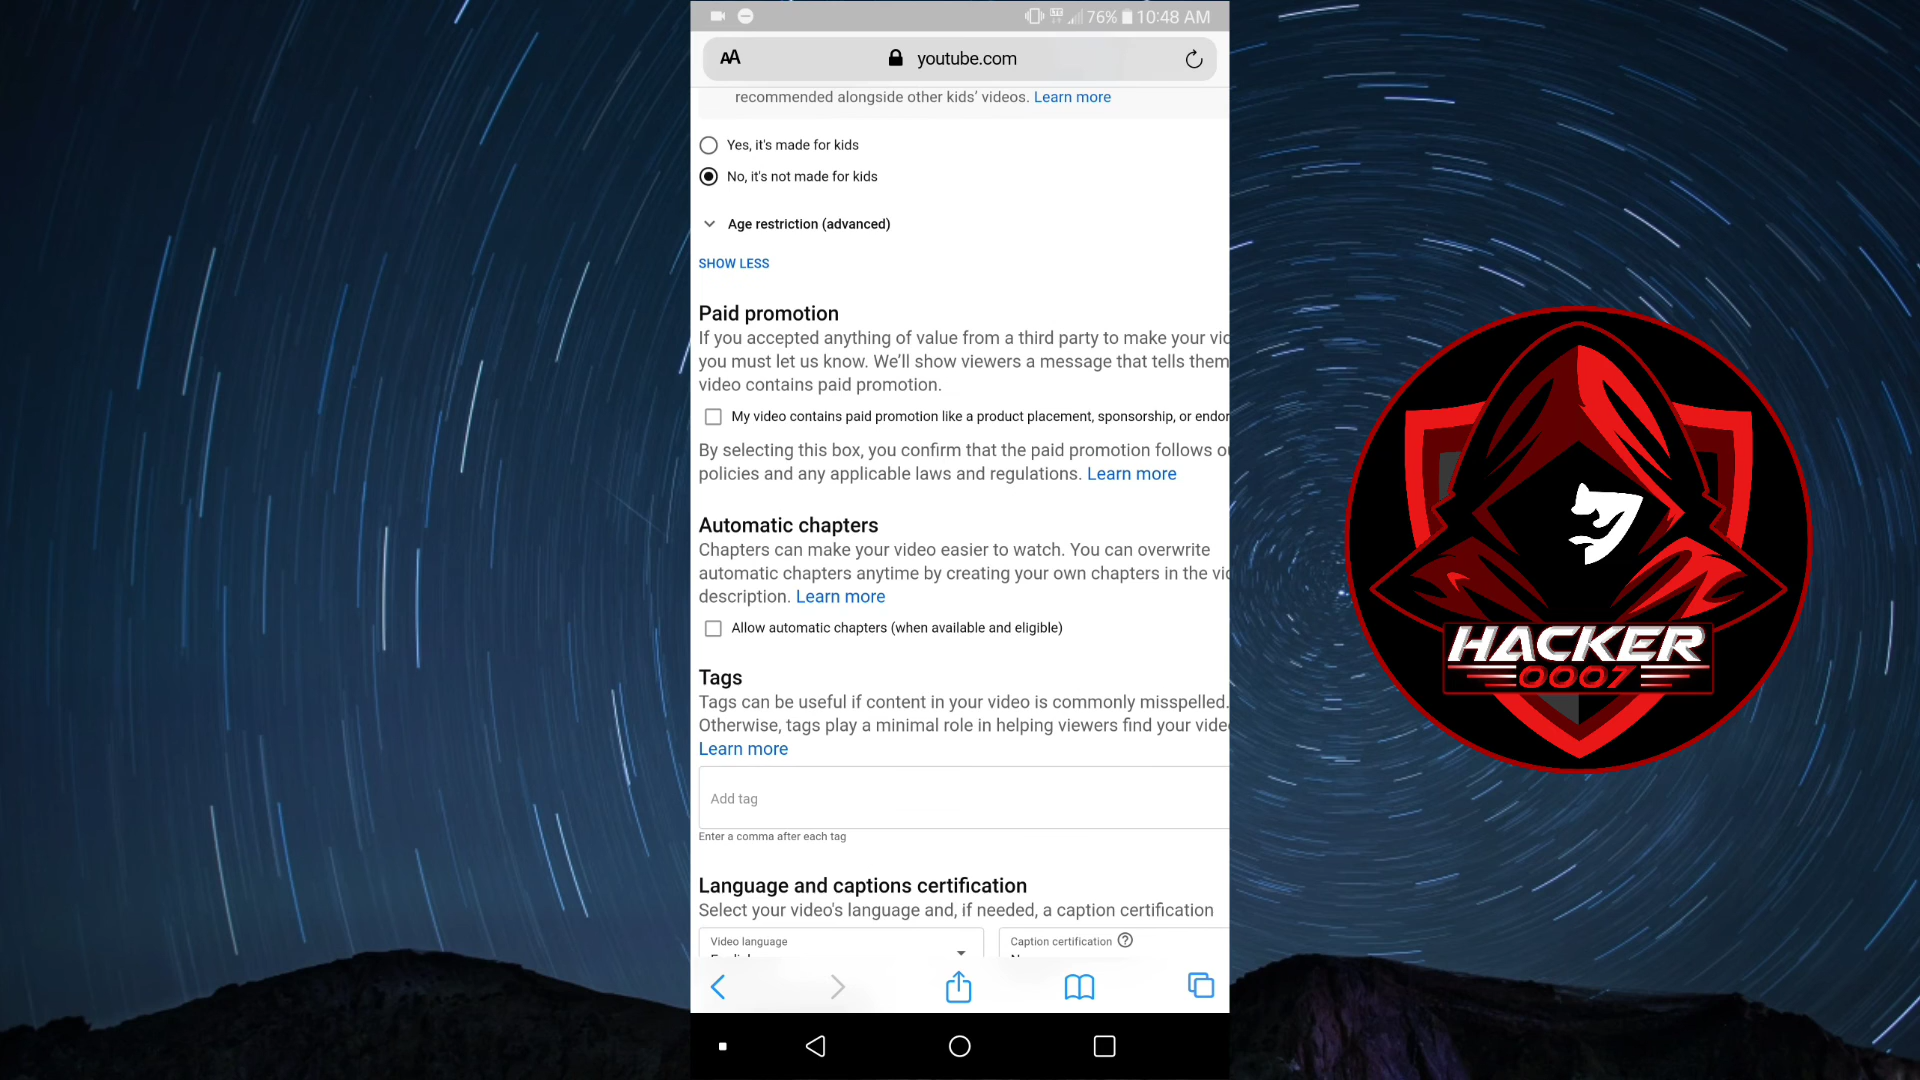 76% 10:48 AM
AA youtube.com
recommended alongside other kids' videos. Learn more
Yes, it's made for kids
No, it's not made for kids
Age restriction (advanced)
SHOW LESS
Paid promotion
If you accepted anything of value from a third party to make your vid
you must let us know. We'll show viewers a message that tells them
video contains paid promotion.
My video contains paid promotion like a product placement, sponsorship, or endor
By selecting this box, you confirm that the paid promotion follows ou
policies and any applicable laws and regulations. Learn more
Automatic chapters
Chapters can make your video easier to watch. You can overwrite
automatic chapters anytime by creating your own chapters in the vid
description. Learn more
Allow automatic chapters (when available and eligible)
Tags
Tags can be useful if content in your video is commonly misspelled.
Otherwise, tags play a minimal role in helping viewers find your vide
Learn more
Add tag
Enter a comma after each tag
Language and captions certification
Select your video's language and, if needed, a caption certification
Video language
Caption certification
HACKER
0007